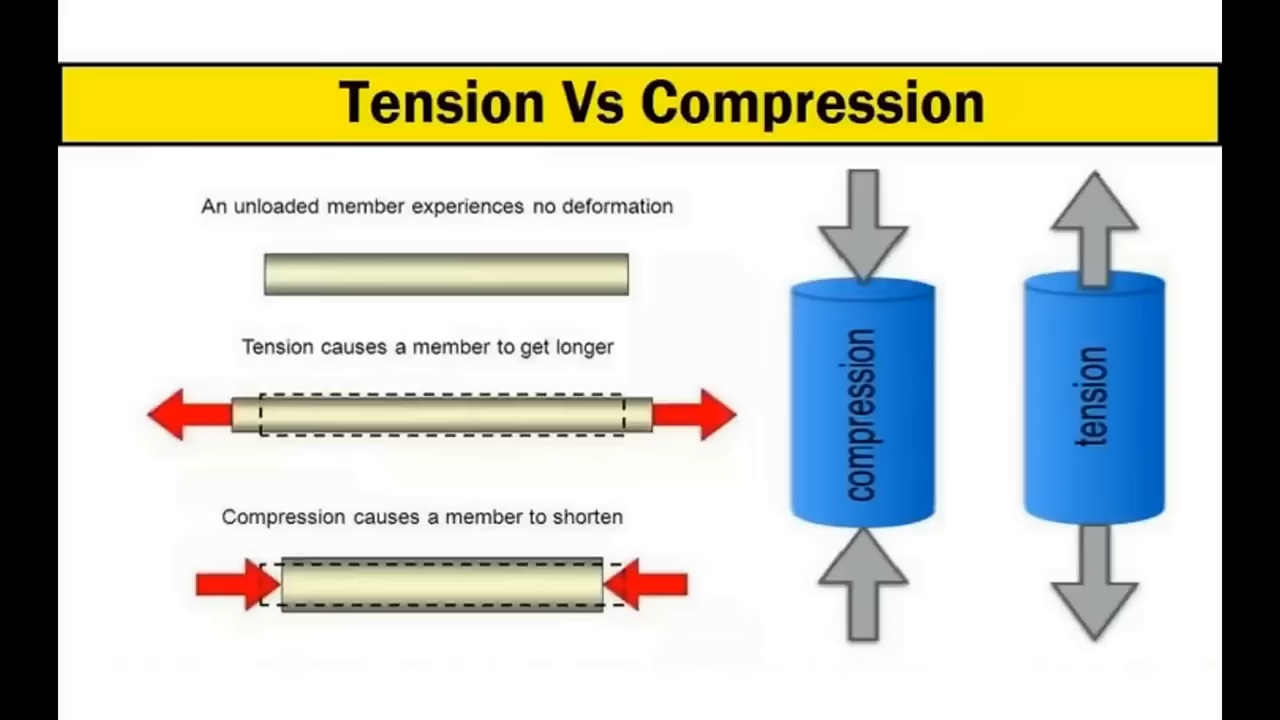 Tension Vs Compression
An unloaded member experiences no deformation
Tension causes a member to get longer
Compression causes a member to shorten
compression
tension